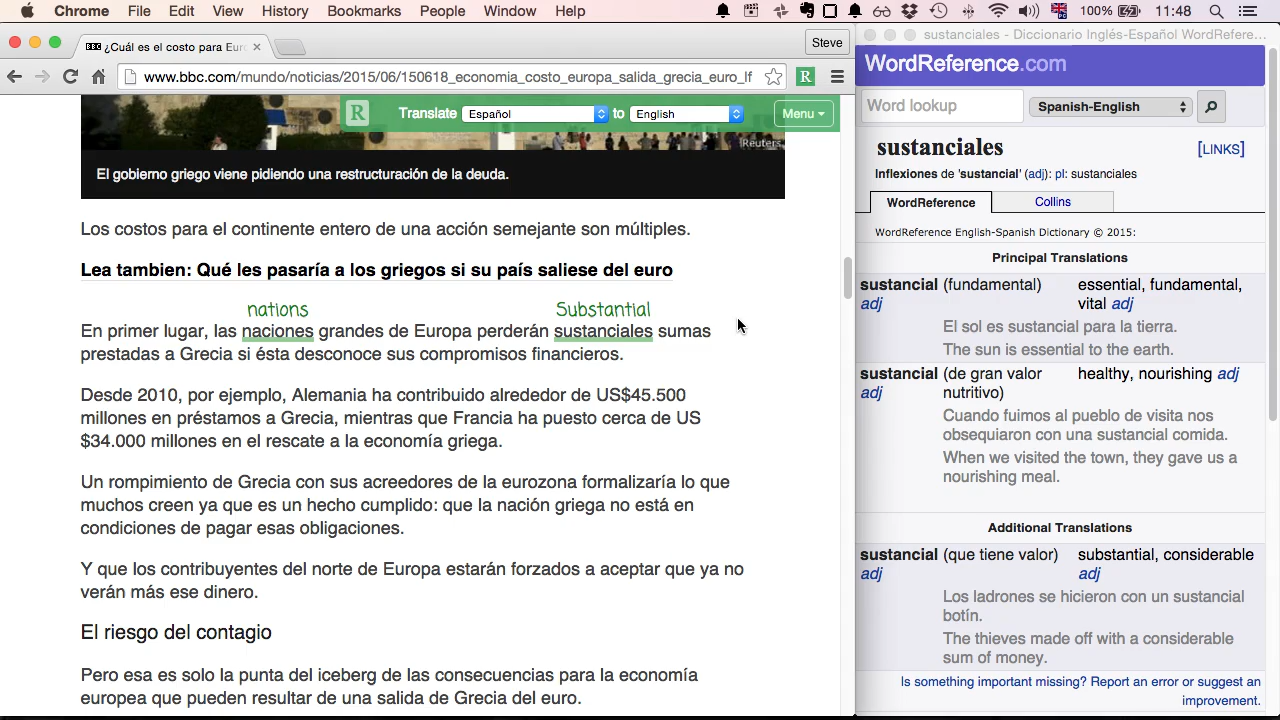 Chrome File Edit View History Bookmarks People Window Help 100% 11:48
¿Cuál es el costo para Euro
Steve
www.bbc.com/mundo/noticias/2015/06/150618_economia_costo_europa_salida_grecia_euro_lf
R Translate Español to English Menu
Reuters
El gobierno griego viene pidiendo una restructuración de la deuda.
Los costos para el continente entero de una acción semejante son múltiples.
Lea tambien: Qué les pasaría a los griegos si su país saliese del euro
nations Substantial
En primer lugar, las naciones grandes de Europa perderán sustanciales sumas
prestadas a Grecia si ésta desconoce sus compromisos financieros.
Desde 2010, por ejemplo, Alemania ha contribuido alrededor de US$45.500
millones en préstamos a Grecia, mientras que Francia ha puesto cerca de US
$34.000 millones en el rescate a la economía griega.
Un rompimiento de Grecia con sus acreedores de la eurozona formalizaría lo que
muchos creen ya que es un hecho cumplido: que la nación griega no está en
condiciones de pagar esas obligaciones.
Y que los contribuyentes del norte de Europa estarán forzados a aceptar que ya no
verán más ese dinero.
El riesgo del contagio
Pero esa es solo la punta del iceberg de las consecuencias para la economía
europea que pueden resultar de una salida de Grecia del euro.
sustanciales - Diccionario Inglés-Español WordRefere...
WordReference.com
Word lookup Spanish-English
sustanciales [LINKS]
Inflexiones de 'sustancial' (adj): pl: sustanciales
WordReference Collins
WordReference English-Spanish Dictionary © 2015:
Principal Translations
sustancial (fundamental) essential, fundamental,
adj vital adj
El sol es sustancial para la tierra.
The sun is essential to the earth.
sustancial (de gran valor healthy, nourishing adj
adj nutritivo)
Cuando fuimos al pueblo de visita nos
obsequiaron con una sustancial comida.
When we visited the town, they gave us a
nourishing meal.
Additional Translations
sustancial (que tiene valor) substantial, considerable
adj adj
Los ladrones se hicieron con un sustancial
botín.
The thieves made off with a considerable
sum of money.
Is something important missing? Report an error or suggest an
improvement.